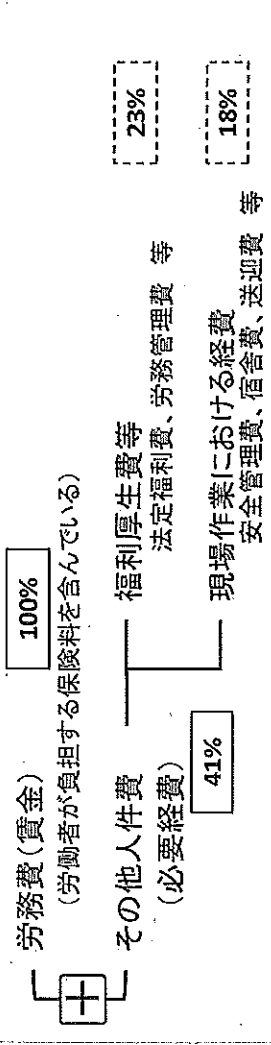 労務費(賃金)
100%
(労働者が負担する保険料を含んでいる)
+
その他人件費
(必要経費)
41%
福利厚生費等
23%
法定福利費、労務管理費 等
現場作業における経費
18%
安全管理費、宿舎費、送迎費 等